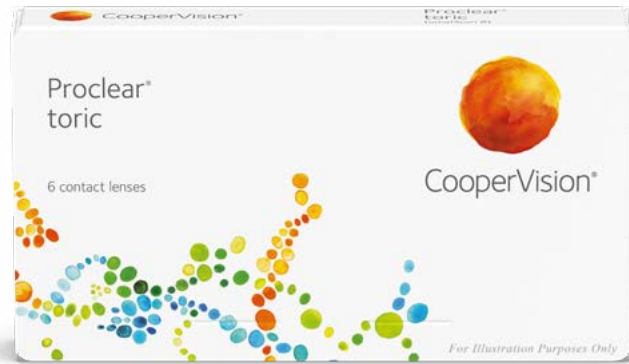 CooperVision®
Proclear®
toric
Proclear®
toric
6 contact lenses
CooperVision®
For Illustration Purposes Only